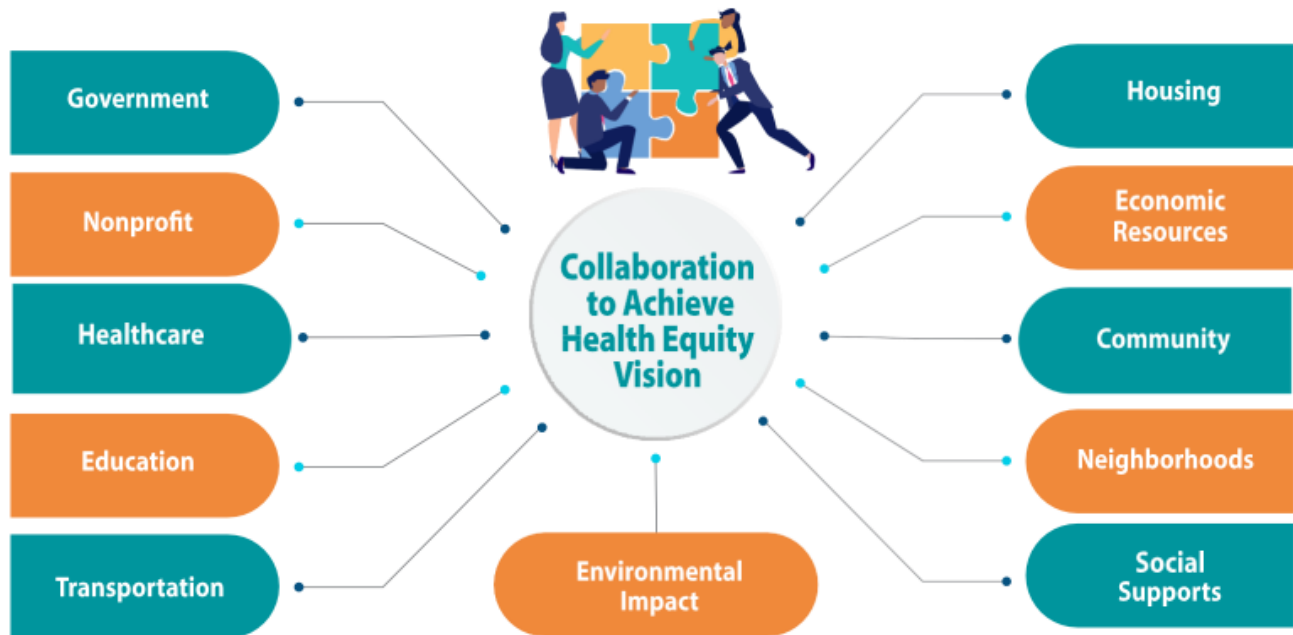 Government
Nonprofit
Healthcare
Education
Transportation
Collaboration
to Achieve
Health Equity
Vision
Environmental
Impact
Housing
Economic
Resources
Community
Neighborhoods
Social
Supports